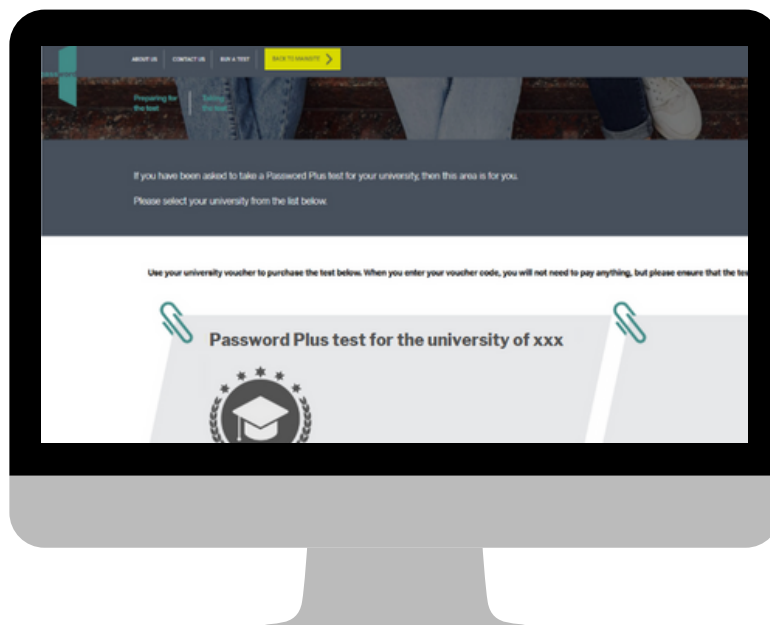 password
ABOUT US
CONTACT US
BUY A TEST
BACK TO MAINSITE
Preparing for
the test
Taking
the test
If you have been asked to take a Password Plus test for your university, then this area is for you.
Please select your university from the list below.
Use your university voucher to purchase the test below. When you enter your voucher code, you will not need to pay anything, but please ensure that the
Password Plus test for the university of xxx